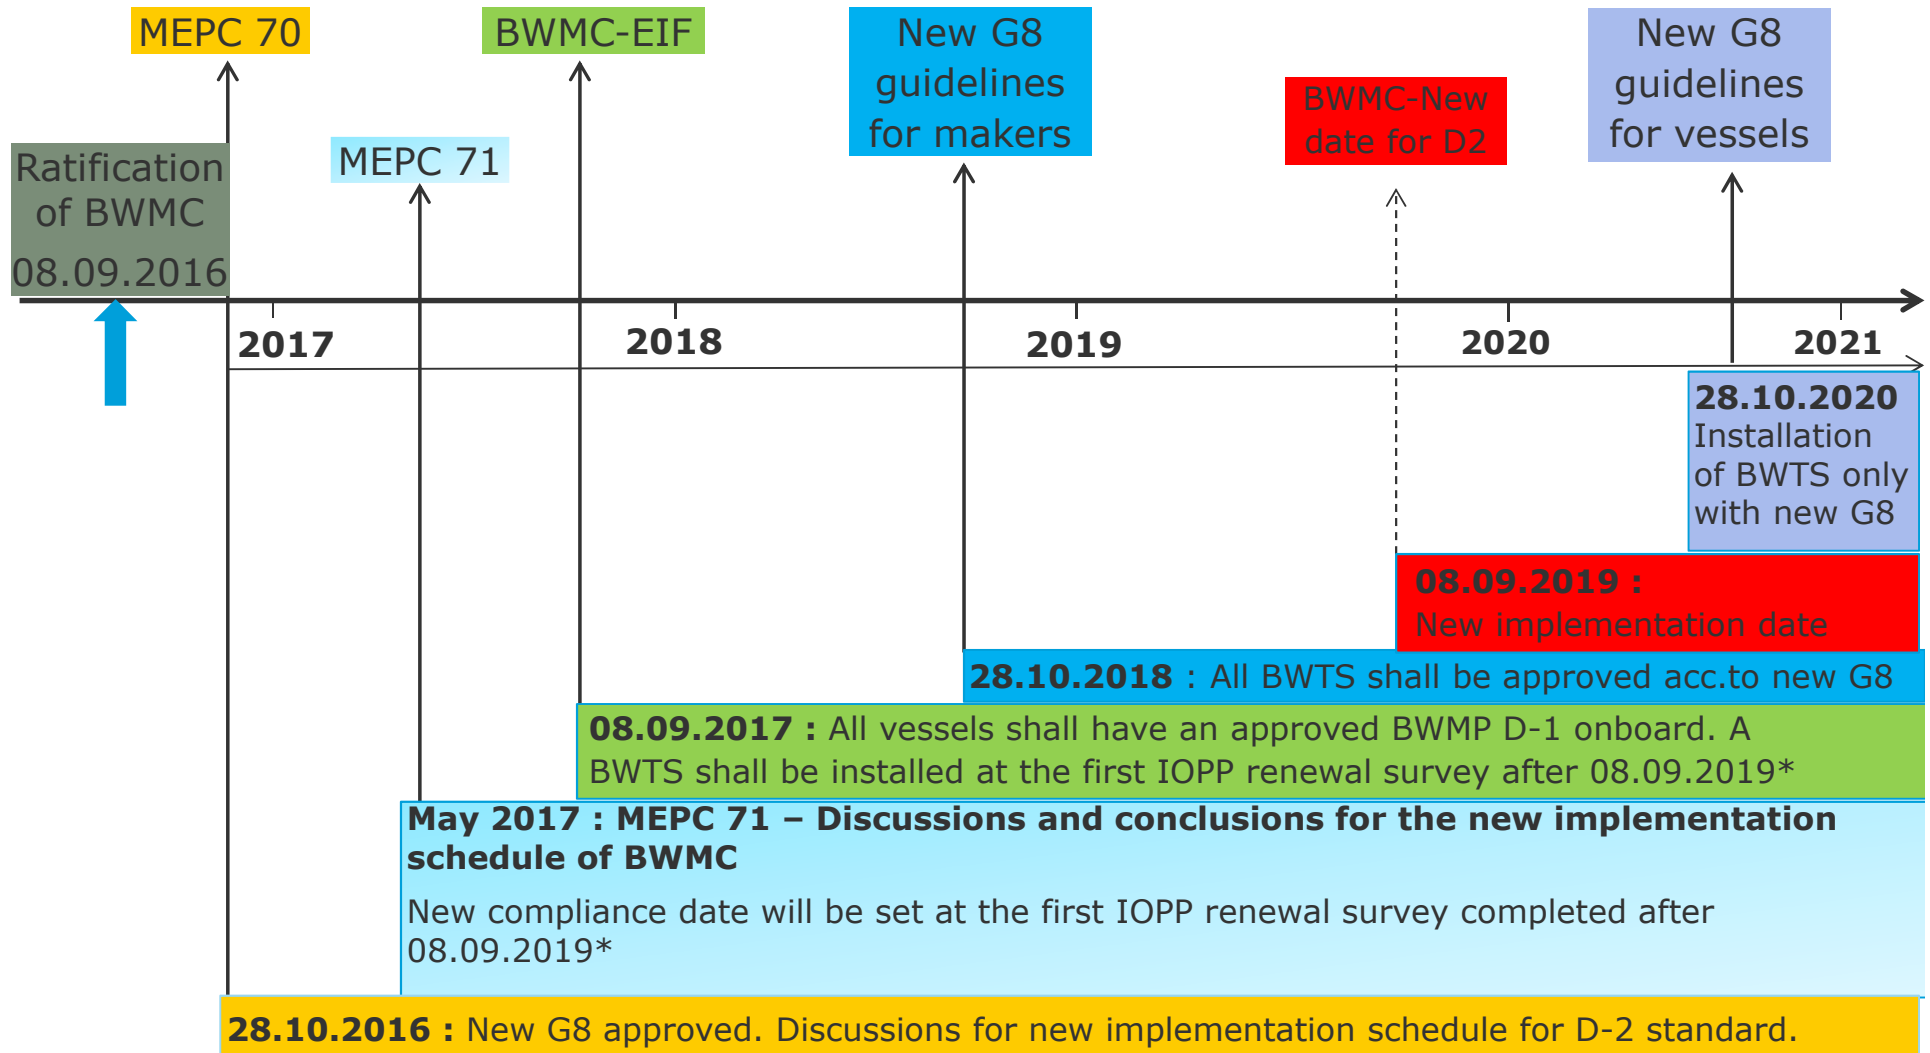 MEPC 70
BWMC-EIF
New G8
guidelines
for makers
New G8
guidelines
for vessels
BWMC-New
date for D2
MEPC 71
Ratification
of BWMC
08.09.2016
2017
2018
2019
2020
2021
28.10.2020
Installation
of BWTS only
with new G8
08.09.2019 :
New implementation date
28.10.2018 : All BWTS shall be approved acc.to new G8
08.09.2017 : All vessels shall have an approved BWMP D-1 onboard. A
BWTS shall be installed at the first IOPP renewal survey after 08.09.2019*
May 2017 : MEPC 71 – Discussions and conclusions for the new implementation
schedule of BWMC
New compliance date will be set at the first IOPP renewal survey completed after
08.09.2019*
28.10.2016 : New G8 approved. Discussions for new implementation schedule for D-2 standard.